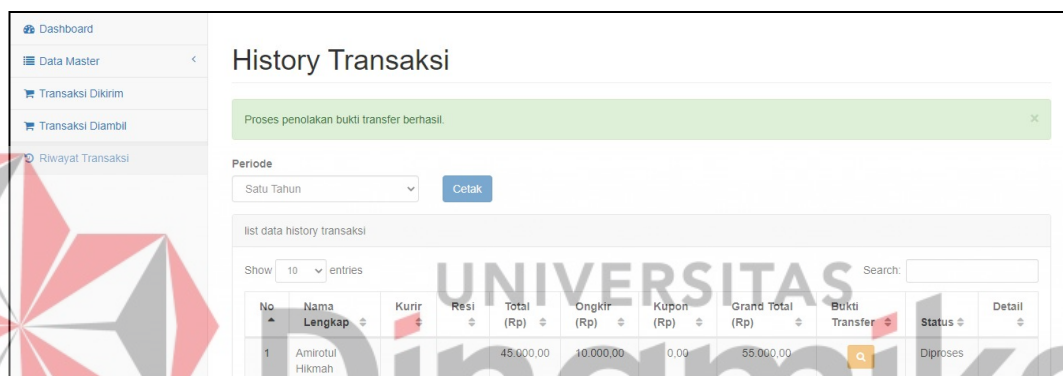 Dashboard
Data Master
Transaksi Dikirim
Transaksi Diambil
Riwayat Transaksi
History Transaksi
Proses penolakan bukti transfer berhasil.
Periode
Satu Tahun
Cetak
list data history transaksi
Show 10 entries
Search:
No Nama Lengkap Kurir Resi Total (Rp) Ongkir (Rp) Kupon (Rp) Grand Total (Rp) Bukti Transfer Status Detail
1 Amirotul Hikmah 45.000,00 10.000,00 0,00 55.000,00 Diproses
UNIVERSITAS
Dinamika